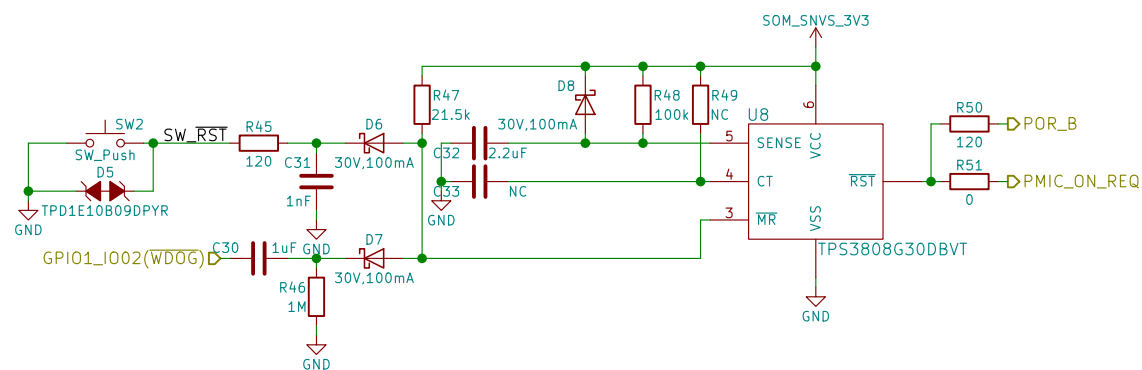 SOM_SNVS_3V3
SW2
SW_Push
SW_RST
D5
TPD1E10B09DPYR
GND
R45
120
C31
1nF
GND
D6
30V,100mA
R47
21.5k
GPIO1_IO02(WDOG)
C30
1uF
D7
30V,100mA
R46
1M
GND
C32
2.2uF
C33
NC
GND
D8
30V,100mA
R48
100k
R49
NC
U8
6
VCC
5
SENSE
4
CT
3
MR
RST
VSS
TPS3808G30DBVT
GND
R50
120
POR_B
R51
0
PMIC_ON_REQ